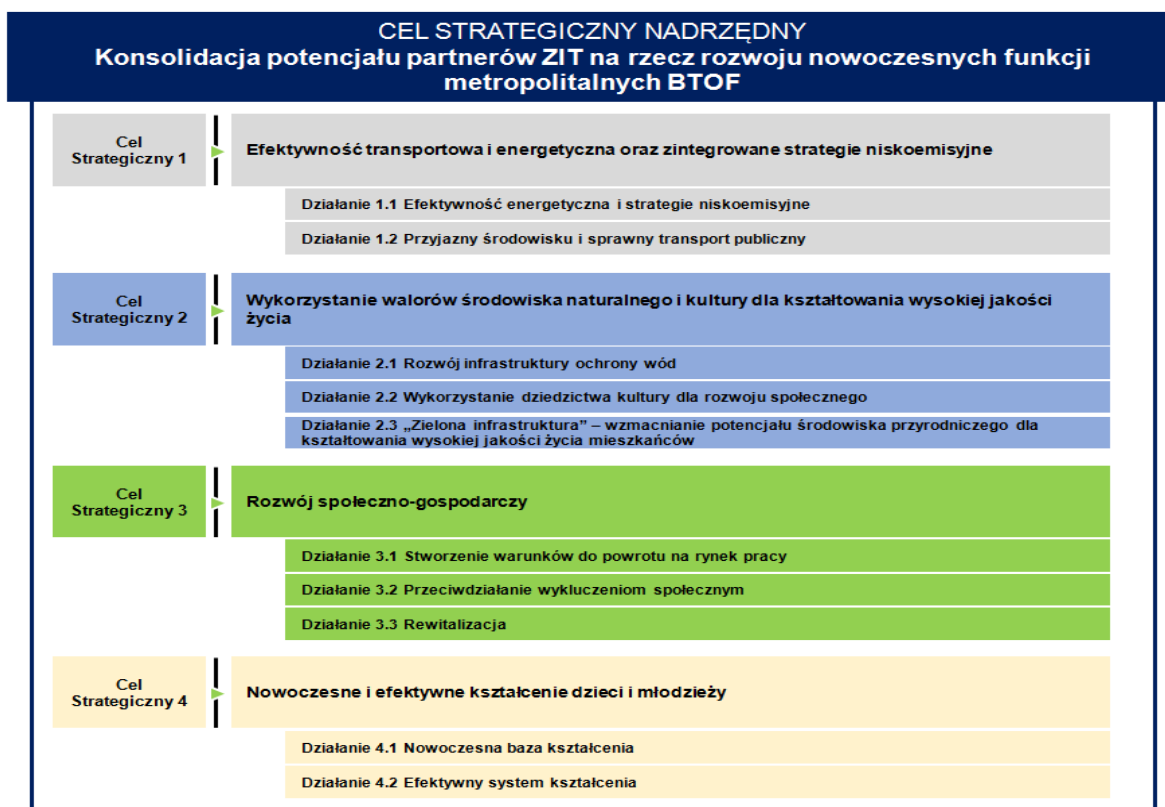 CEL STRATEGICZNY NADRZĘDNY
Konsolidacja potencjału partnerów ZIT na rzecz rozwoju nowoczesnych funkcji
metropolitalnych BTOF
Cel
Strategiczny 1
Efektywność transportowa i energetyczna oraz zintegrowane strategie niskoemisyjne
Działanie 1.1 Efektywność energetyczna i strategie niskoemisyjne
Działanie 1.2 Przyjazny środowisku i sprawny transport publiczny
Cel
Strategiczny 2
Wykorzystanie walorów środowiska naturalnego i kultury dla kształtowania wysokiej jakości
życia
Działanie 2.1 Rozwój infrastruktury ochrony wód
Działanie 2.2 Wykorzystanie dziedzictwa kultury dla rozwoju społecznego
Działanie 2.3 „Zielona infrastruktura” – wzmacnianie potencjału środowiska przyrodniczego dla
kształtowania wysokiej jakości życia mieszkańców
Cel
Strategiczny 3
Rozwój społeczno-gospodarczy
Działanie 3.1 Stworzenie warunków do powrotu na rynek pracy
Działanie 3.2 Przeciwdziałanie wykluczeniom społecznym
Działanie 3.3 Rewitalizacja
Cel
Strategiczny 4
Nowoczesne i efektywne kształcenie dzieci i młodzieży
Działanie 4.1 Nowoczesna baza kształcenia
Działanie 4.2 Efektywny system kształcenia